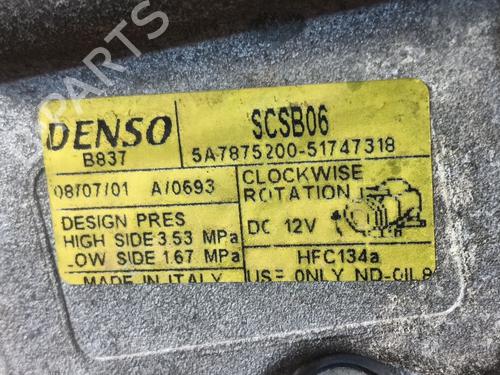 PARTS
DENSO
SCSB06
B837
5A7875200-51747318
08/07/01 A/0693
CLOCKWISE
ROTATION
DESIGN PRES
HIGH SIDE 3.53 MPa
LOW SIDE 1.67 MPa
DC 12V
HFC134a
MADE IN ITALY
USE ONLY ND-OIL8